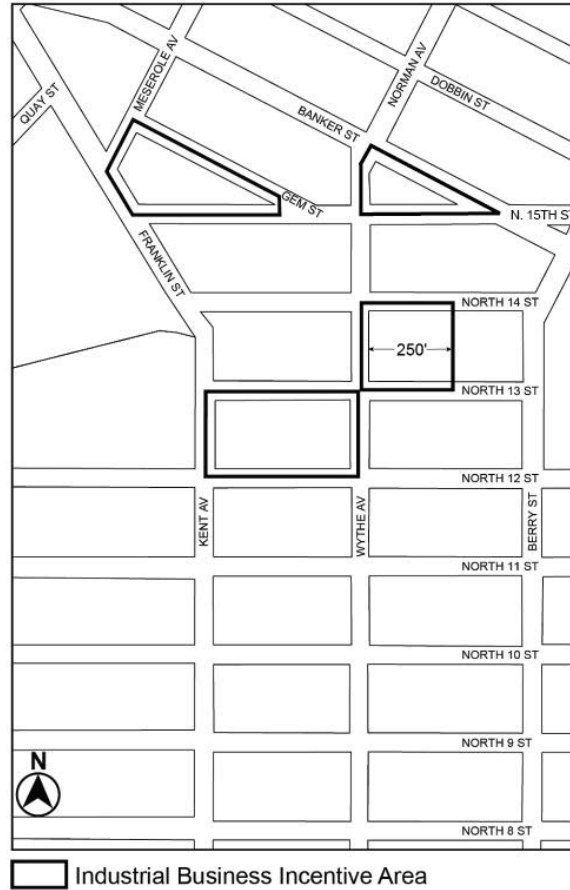 QUAY ST
MESEROLE AV
NORMAN AV
DOBBIN ST
BANKER ST
GEM ST
N. 15TH ST
FRANKLIN ST
NORTH 14 ST
250'
NORTH 13 ST
NORTH 12 ST
KENT AV
WYTHE AV
BERRY ST
NORTH 11 ST
NORTH 10 ST
N
NORTH 9 ST
NORTH 8 ST
Industrial Business Incentive Area